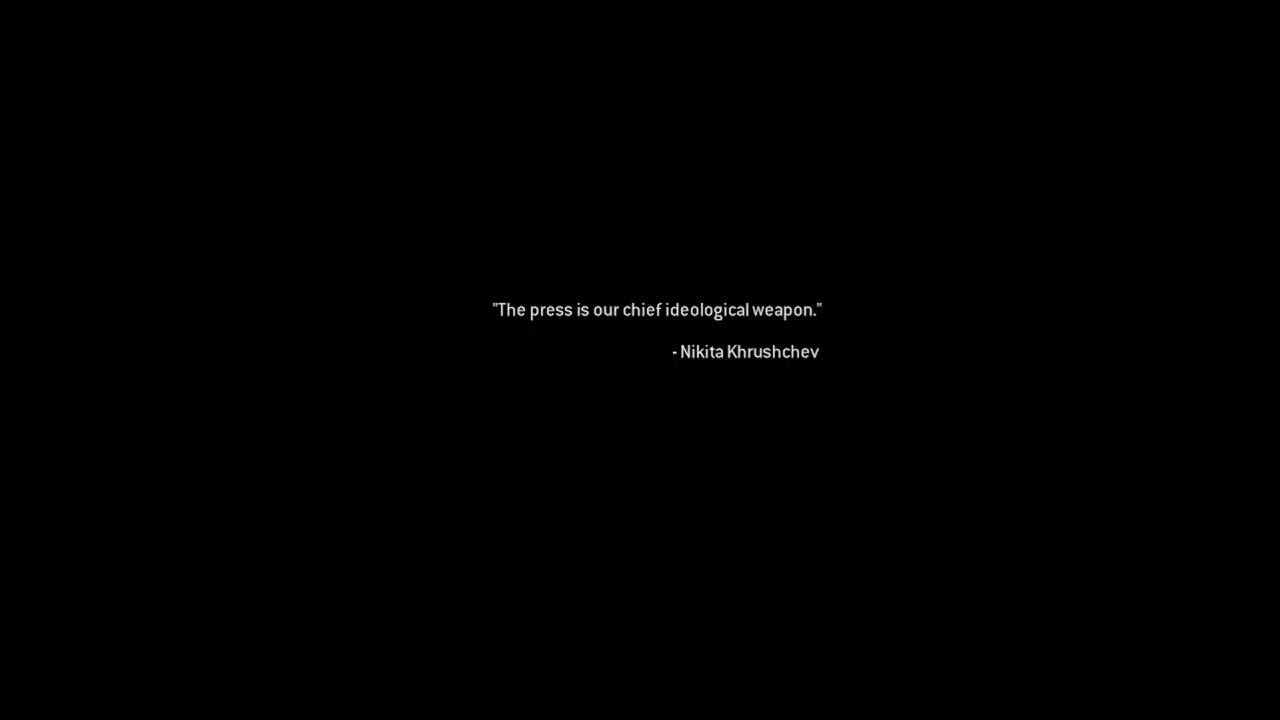 "The press is our chief ideological weapon."
- Nikita Khrushchev